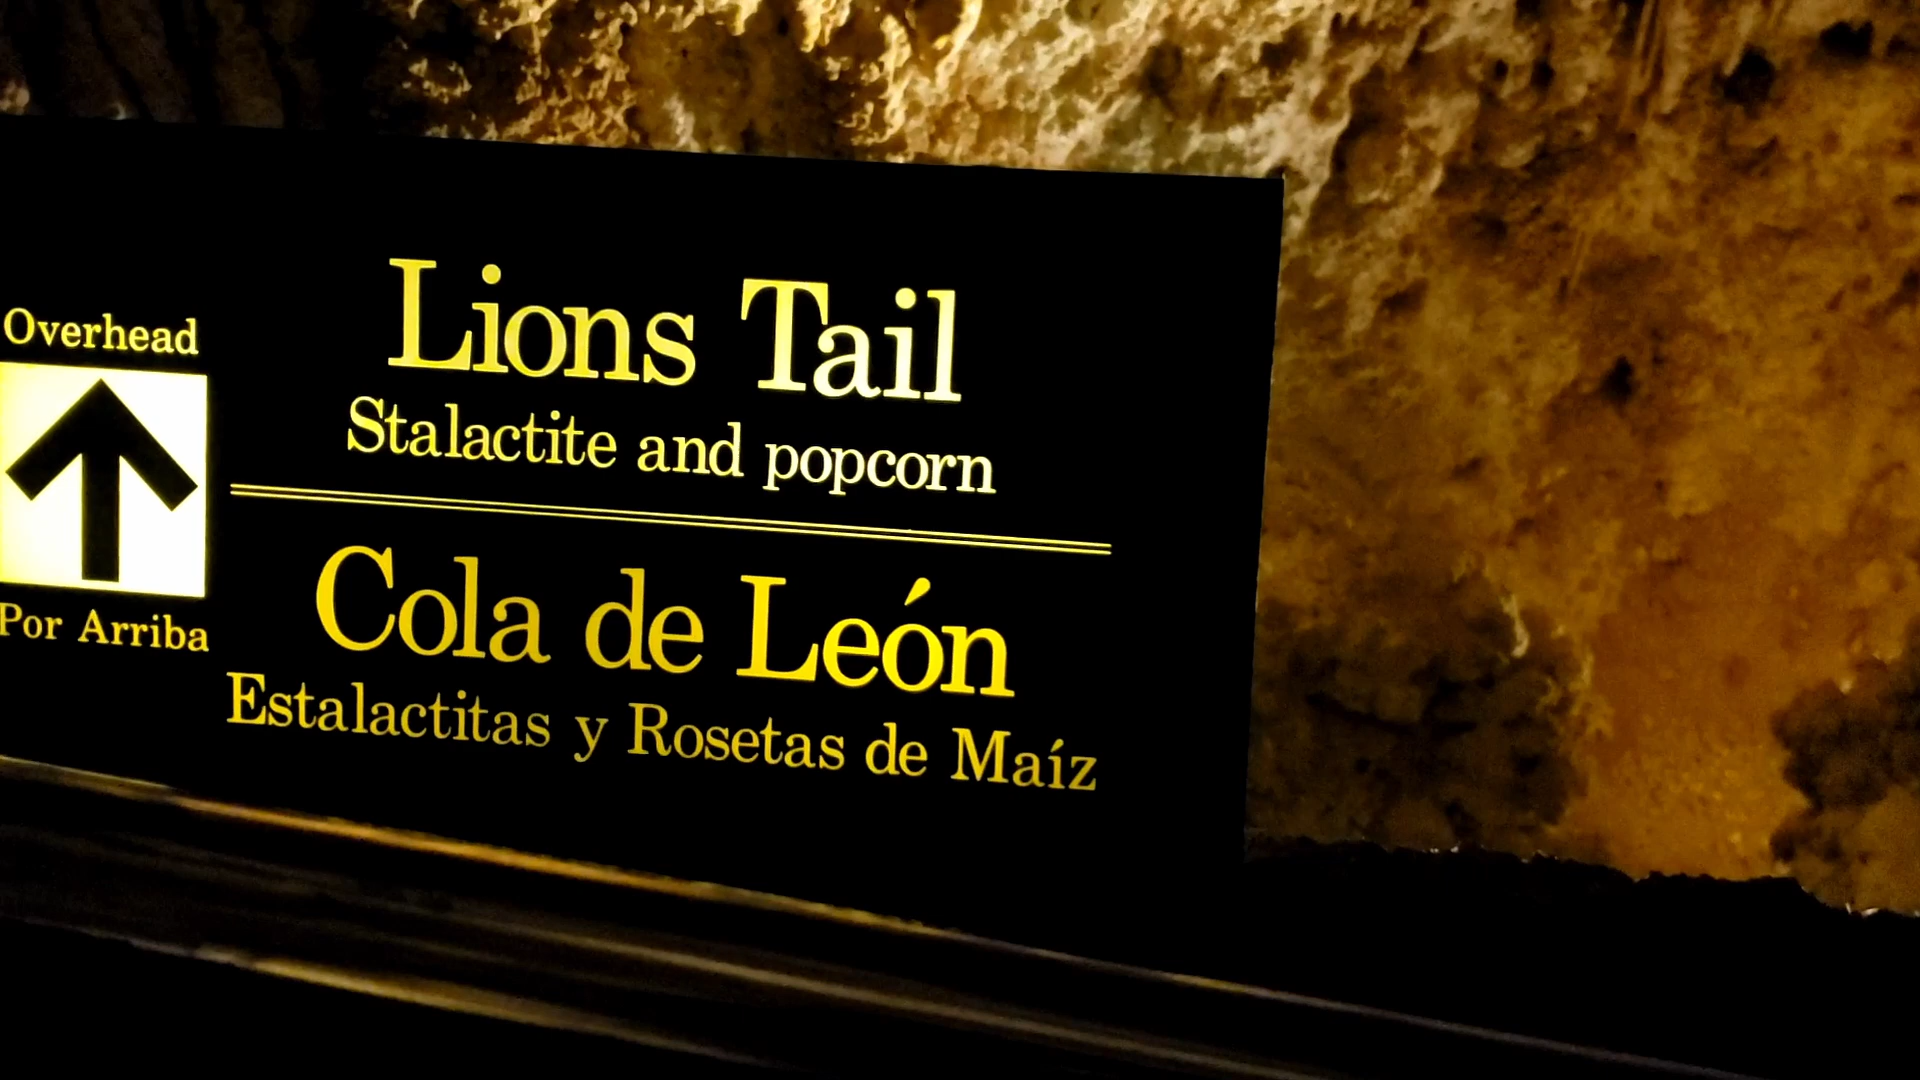 Overhead
Por Arriba
Lions Tail
Stalactite and popcorn
Cola de León
Estalactitas y Rosetas de Maíz